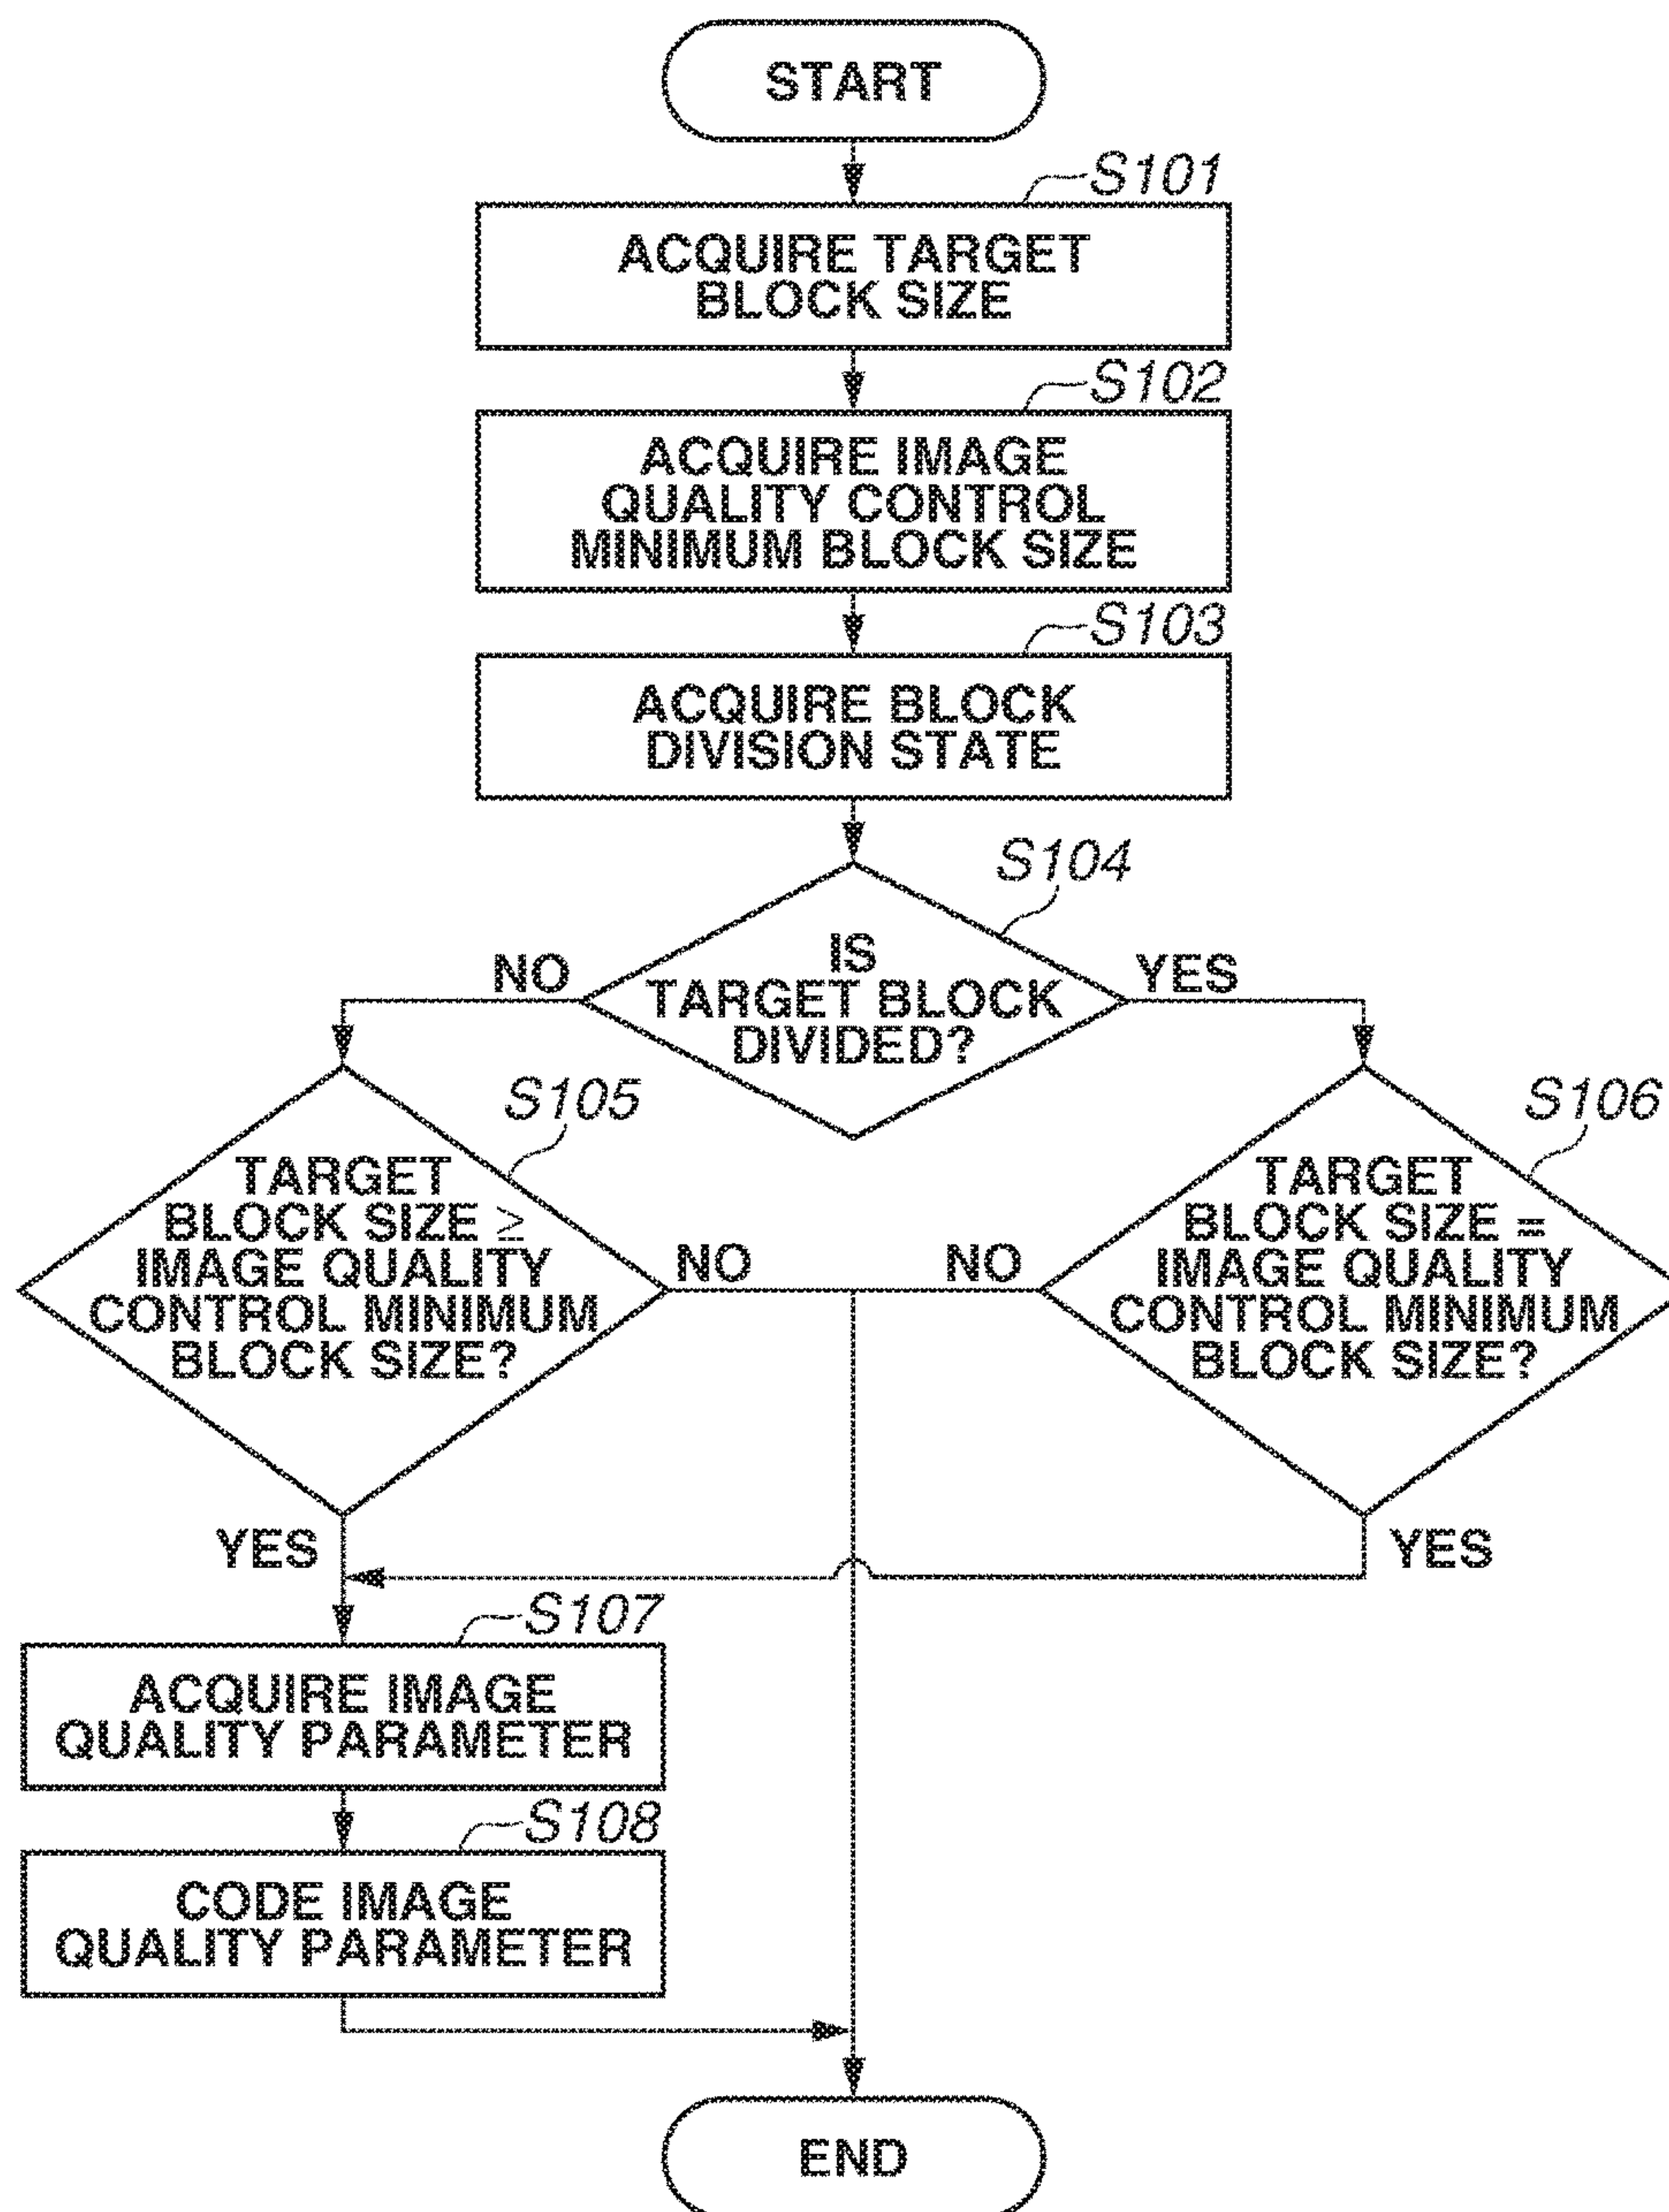 START
S101
ACQUIRE TARGET
BLOCK SIZE
S102
ACQUIRE IMAGE
QUALITY CONTROL
MINIMUM BLOCK SIZE
S103
ACQUIRE BLOCK
DIVISION STATE
S104
IS
TARGET BLOCK
DIVIDED?
NO
YES
S105
TARGET
BLOCK SIZE ≥
IMAGE QUALITY
CONTROL MINIMUM
BLOCK SIZE?
NO
YES
S106
TARGET
BLOCK SIZE =
IMAGE QUALITY
CONTROL MINIMUM
BLOCK SIZE?
NO
YES
S107
ACQUIRE IMAGE
QUALITY PARAMETER
S108
CODE IMAGE
QUALITY PARAMETER
END